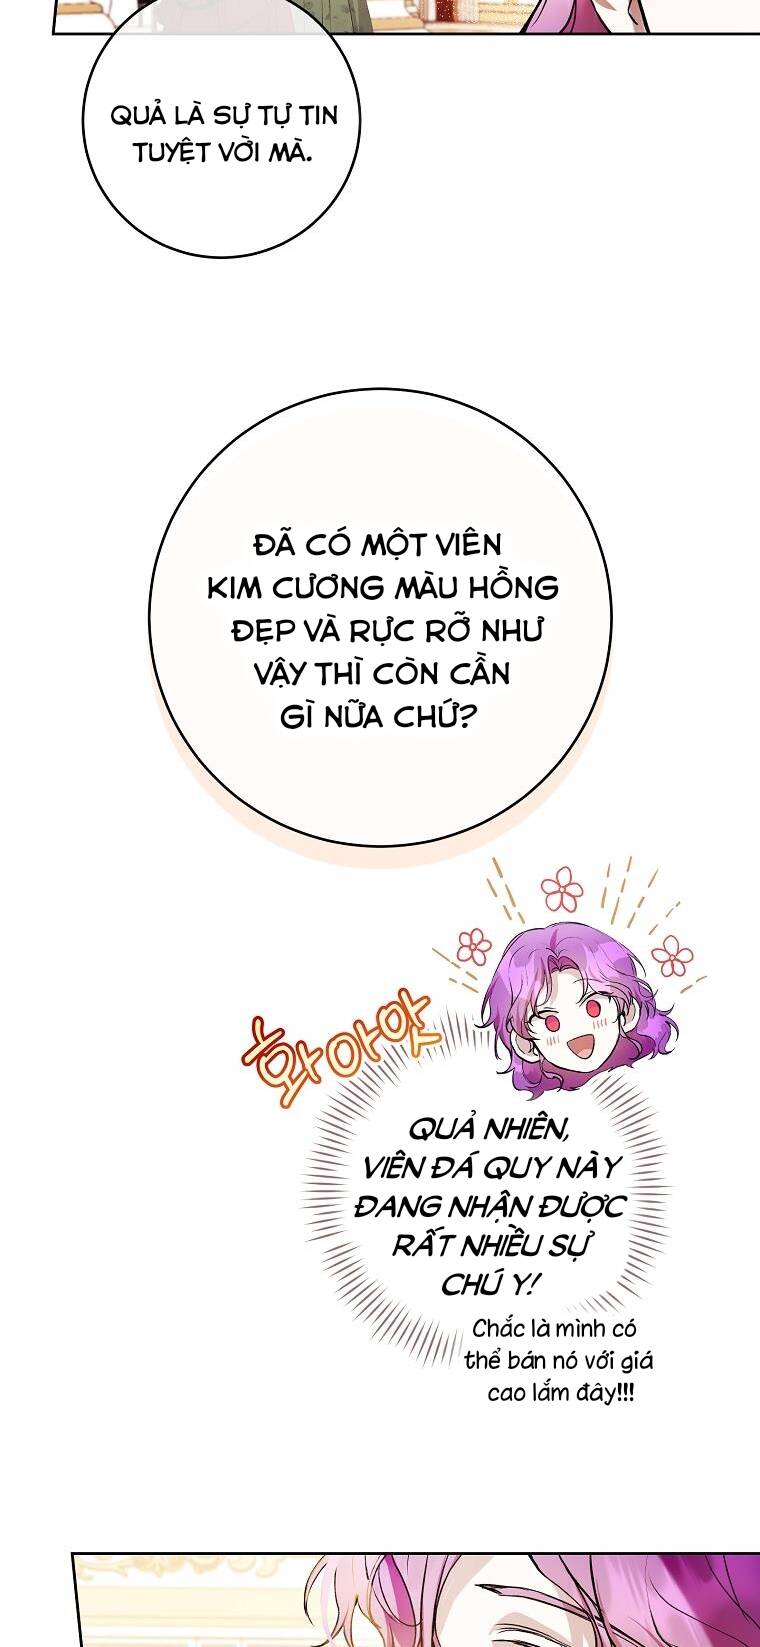 QUẢ LÀ SỰ TỰ TIN
TUYỆT VỜI MÀ.
ĐÃ CÓ MỘT VIÊN
KIM CƯƠNG MÀU HỒNG
ĐẸP VÀ RỰC RỠ NHƯ
VẬY THÌ CÒN CẦN
GÌ NỮA CHỨ?
화아앗
QUẢ NHIÊN,
VIÊN ĐÁ QUY NÀY
ĐANG NHẬN ĐƯỢC
RẤT NHIỀU SỰ
CHÚ Y!
Chắc là mình có
thể bán nó với giá
cao lắm đây!!!